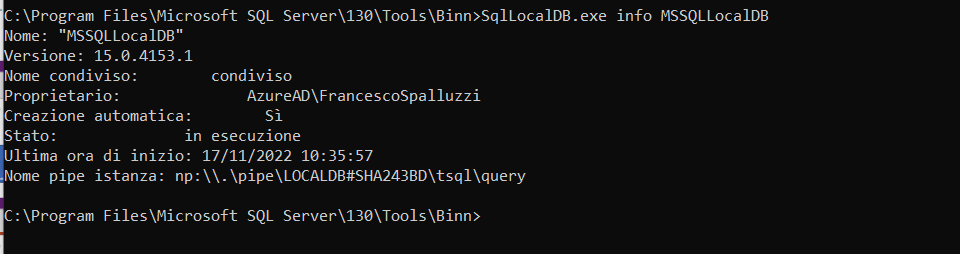 C:\Program Files\Microsoft SQL Server\130\Tools\Binn>SqlLocalDB.exe info MSSQLLocalDB
Nome: "MSSQLLocalDB"
Versione: 15.0.4153.1
Nome condiviso:         condiviso
Proprietario:                AzureAD\FrancescoSpalluzzi
Creazione automatica:         Sì
Stato:                in esecuzione
Ultima ora di inizio: 17/11/2022 10:35:57
Nome pipe istanza: np:\\.\pipe\LOCALDB#SHA243BD\tsql\query
C:\Program Files\Microsoft SQL Server\130\Tools\Binn>